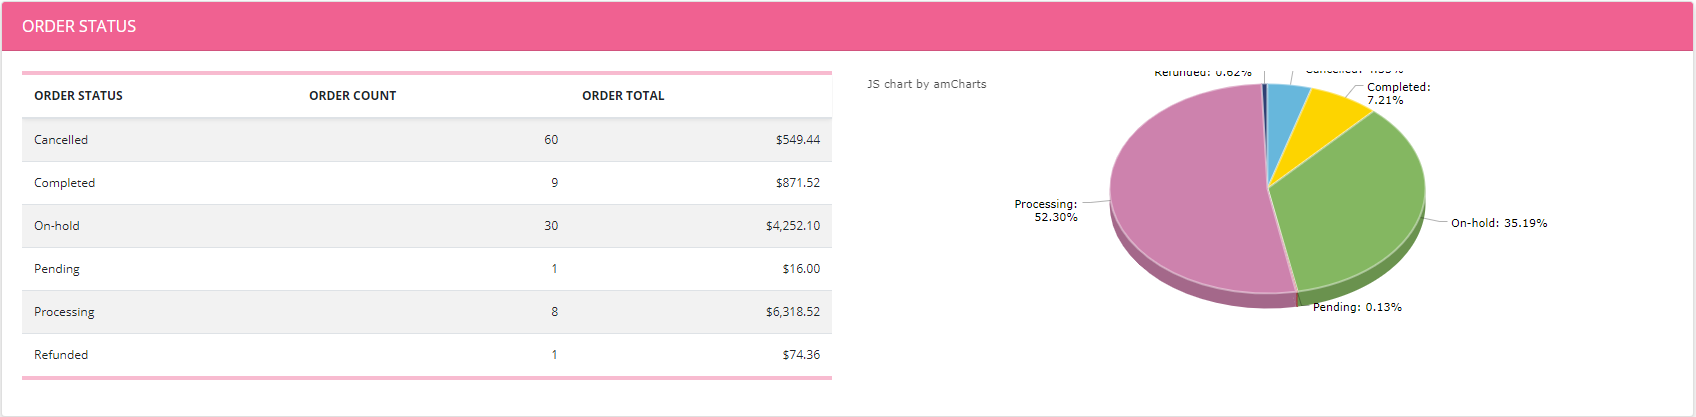 ORDER STATUS
ORDER STATUS ORDER COUNT ORDER TOTAL
Cancelled 60 $549.44
Completed 9 $871.52
On-hold 30 $4,252.10
Pending 1 $16.00
Processing 8 $6,318.52
Refunded 1 $74.36
JS chart by amCharts
Refunded: 0.62%
Cancelled:
Completed:
7.21%
Processing:
52.30%
On-hold: 35.19%
Pending: 0.13%